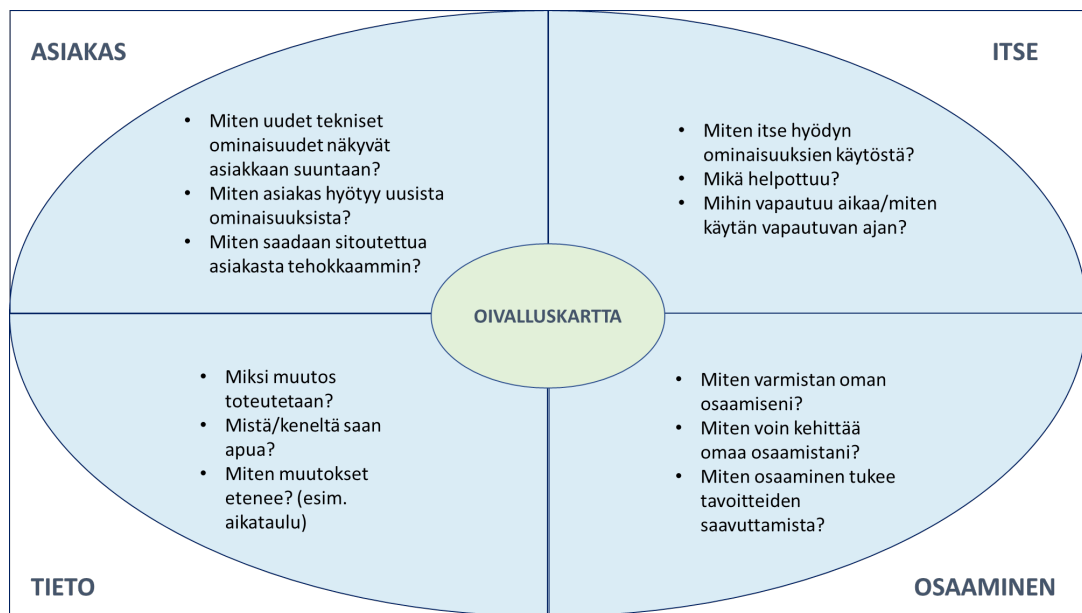 ASIAKAS
• Miten uudet tekniset
ominaisuudet näkyvät
asiakkaan suuntaan?
• Miten asiakas hyötyy uusista
ominaisuuksista?
• Miten saadaan sitoutettua
asiakasta tehokkaammin?
ITSE
• Miten itse hyödyn
ominaisuuksien käytöstä?
• Mikä helpottuu?
• Mihin vapautuu aikaa/miten
käytän vapautuvan ajan?
OIVALLUSKARTTA
• Miksi muutos
toteutetaan?
• Mistä/keneltä saan
apua?
• Miten muutokset
etenee? (esim.
aikataulu)
TIETO
• Miten varmistan oman
osaamiseni?
• Miten voin kehittää
omaa osaamistani?
• Miten osaaminen tukee
tavoitteiden
saavuttamista?
OSAAMINEN